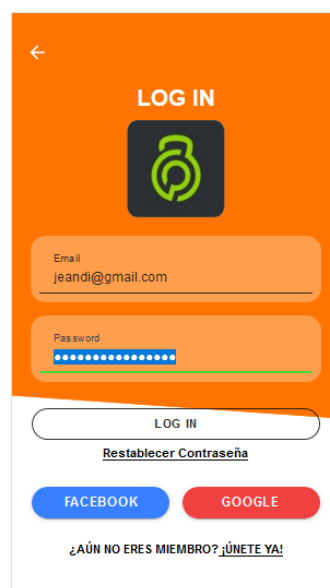 LOG IN
Email
jeandi@gmail.com
Password
••••••••••••••••
LOG IN
Restablecer Contraseña
FACEBOOK
GOOGLE
¿AÚN NO ERES MIEMBRO? ¡ÚNETE YA!